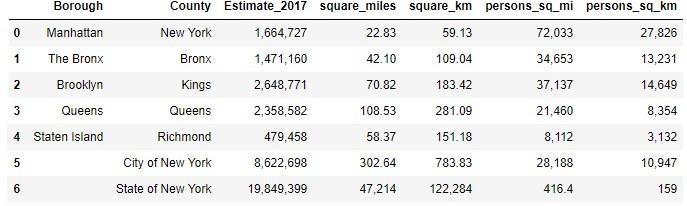 Borough County Estimate_2017 square_miles square_km persons_sq_mi persons_sq_km
0 Manhattan New York 1,664,727 22.83 59.13 72,033 27,826
1 The Bronx Bronx 1,471,160 42.10 109.04 34,653 13,231
2 Brooklyn Kings 2,648,771 70.82 183.42 37,137 14,649
3 Queens Queens 2,358,582 108.53 281.09 21,460 8,354
4 Staten Island Richmond 479,458 58.37 151.18 8,112 3,132
5 City of New York 8,622,698 302.64 783.83 28,188 10,947
6 State of New York 19,849,399 47,214 122,284 416.4 159